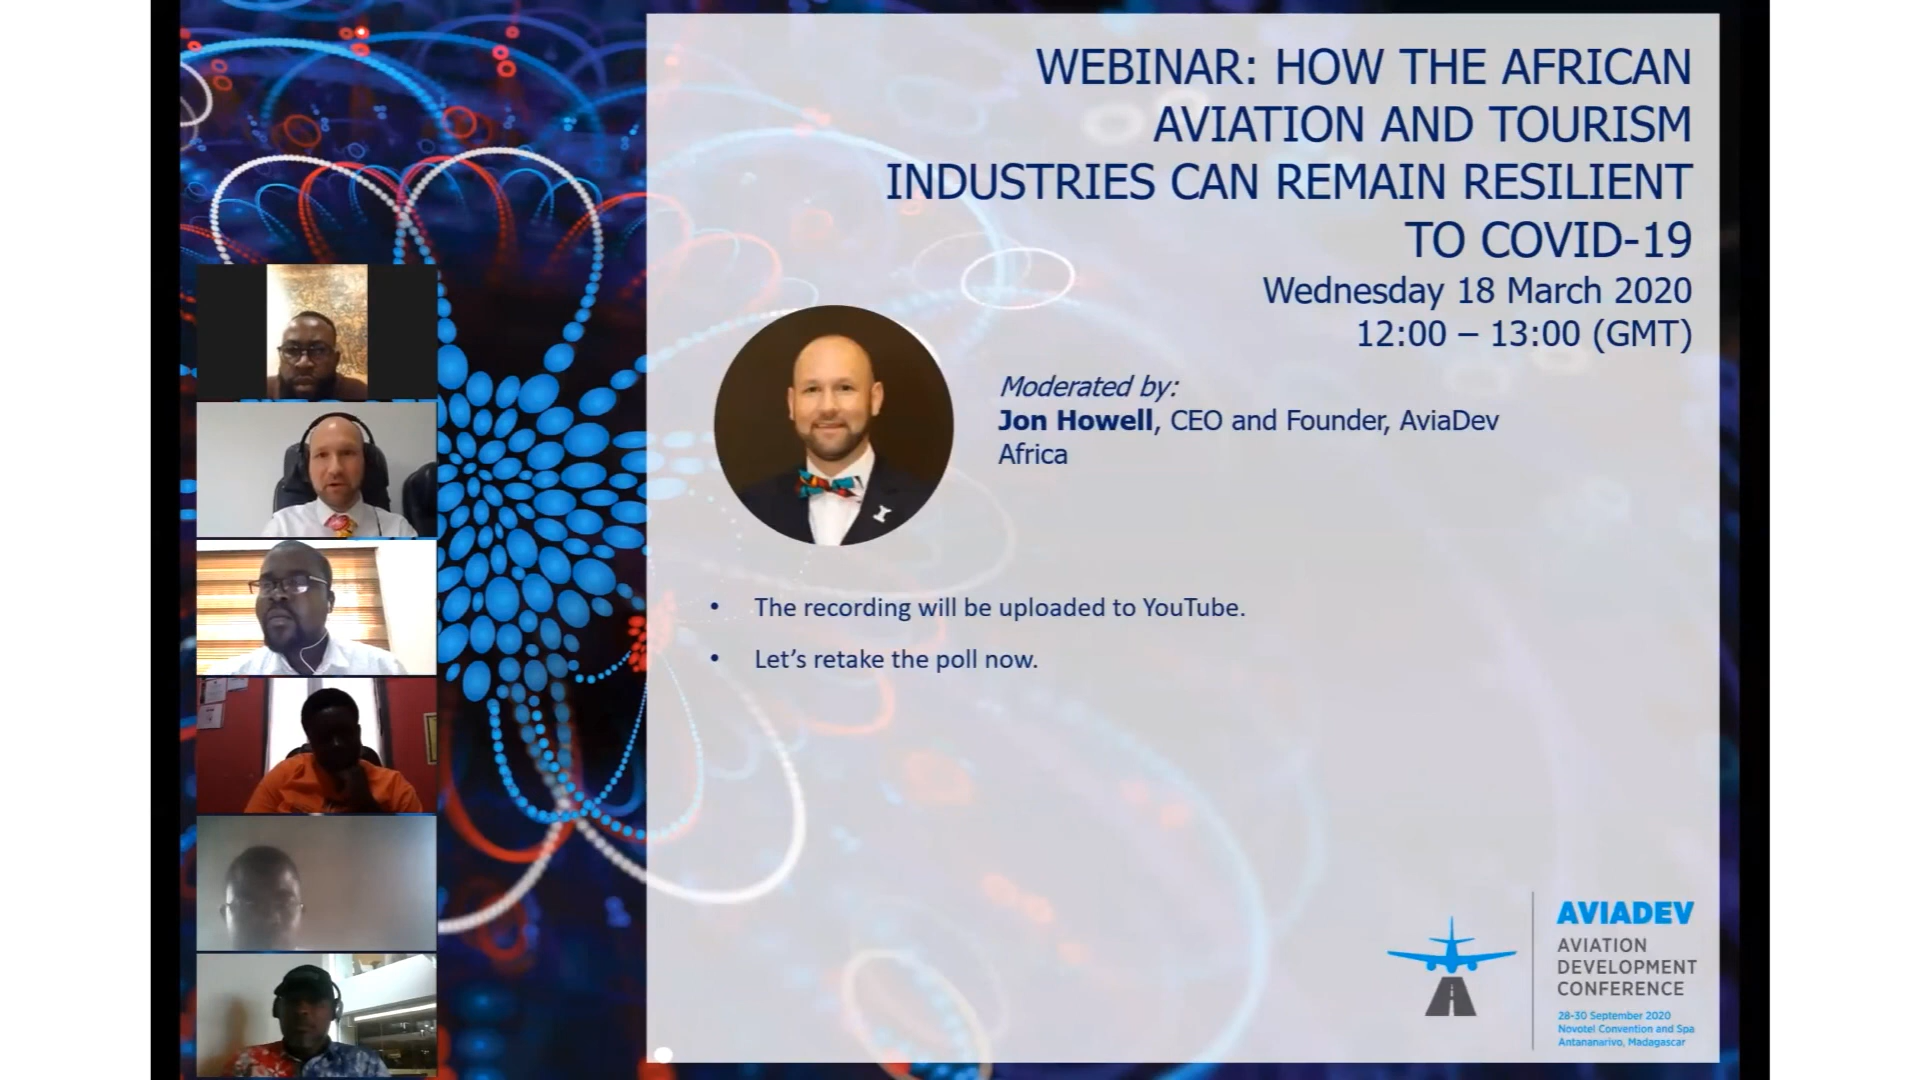 WEBINAR: HOW THE AFRICAN
AVIATION AND TOURISM
INDUSTRIES CAN REMAIN RESILIENT
TO COVID-19
Wednesday 18 March 2020
12:00 – 13:00 (GMT)
Moderated by:
Jon Howell, CEO and Founder, AviaDev
Africa
• The recording will be uploaded to YouTube.
• Let’s retake the poll now.
AVIADEV
AVIATION
DEVELOPMENT
CONFERENCE
28-30 September 2020
Novotel Convention and Spa
Antananarivo, Madagascar